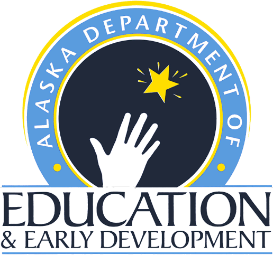 ALASKA DEPARTMENT OF
EDUCATION
& EARLY DEVELOPMENT